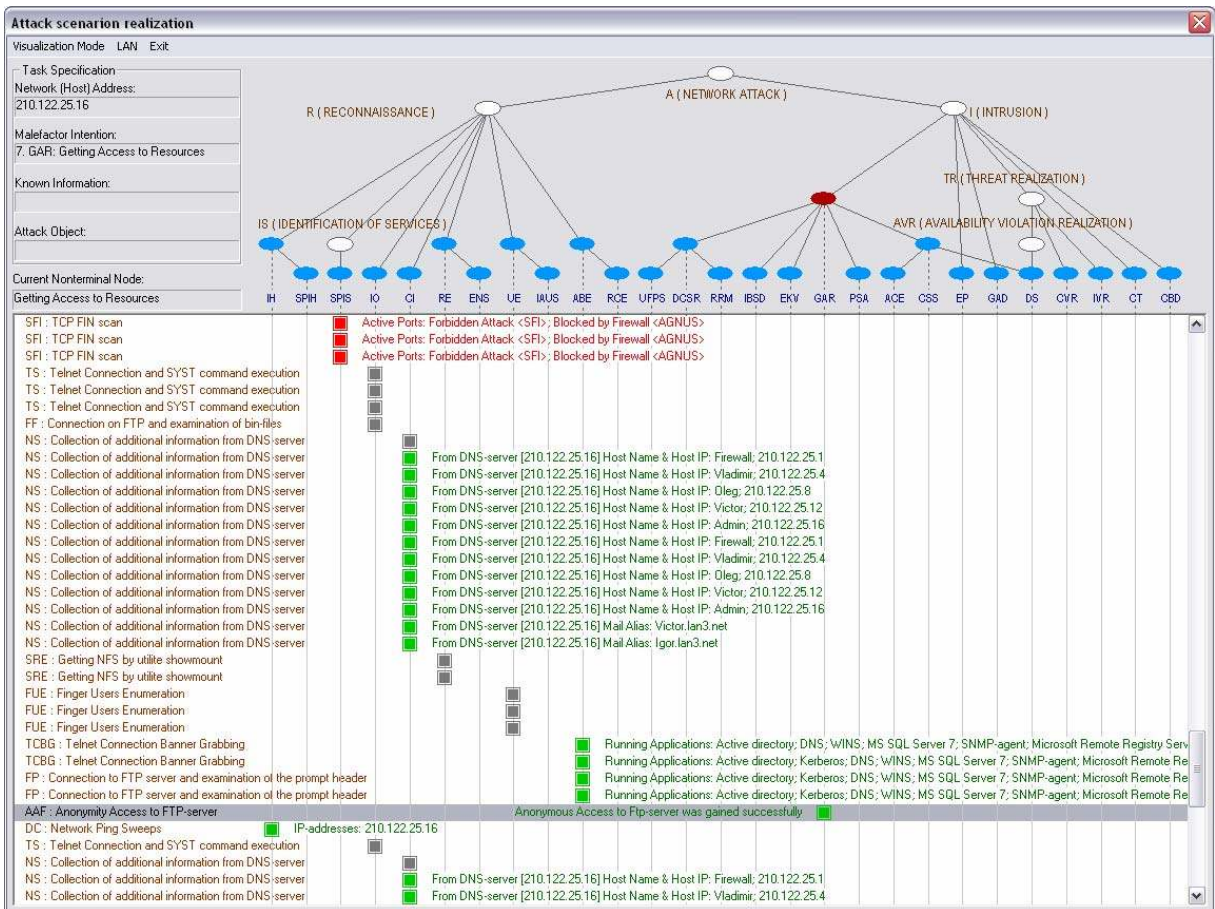 Attack scenarion realization
Visualization Mode LAN Exit
Task Specification
Network (Host) Address:
210.122.25.16
Malefactor Intention:
7. GAR: Getting Access to Resources
Known Information:
Attack Object:
Current Nonterminal Node:
Getting Access to Resources
A ( NETWORK ATTACK )
R ( RECONNAISSANCE )
I ( INTRUSION )
TR ( THREAT REALIZATION )
IS ( IDENTIFICATION OF SERVICES )
AVR ( AVAILABILITY VIOLATION REALIZATION )
IH SPIH SPIS IO CI RE ENS UE IAUS ABE RCE UFPS DCSR RRM IBSD EKV GAR PSA ACE CSS EP GAD DS CVR IVR CT CBD
SFI : TCP FIN scan Active Ports: Forbidden Attack <SFI>; Blocked by Firewall <AGNUS>
SFI : TCP FIN scan Active Ports: Forbidden Attack <SFI>; Blocked by Firewall <AGNUS>
SFI : TCP FIN scan Active Ports: Forbidden Attack <SFI>; Blocked by Firewall <AGNUS>
TS : Telnet Connection and SYST command execution
TS : Telnet Connection and SYST command execution
TS : Telnet Connection and SYST command execution
FF : Connection on FTP and examination of bin-files
NS : Collection of additional information from DNS-server
NS : Collection of additional information from DNS-server From DNS-server [210.122.25.16] Host Name & Host IP: Firewall; 210.122.25.1
NS : Collection of additional information from DNS-server From DNS-server [210.122.25.16] Host Name & Host IP: Vladimir; 210.122.25.4
NS : Collection of additional information from DNS-server From DNS-server [210.122.25.16] Host Name & Host IP: Oleg; 210.122.25.8
NS : Collection of additional information from DNS-server From DNS-server [210.122.25.16] Host Name & Host IP: Victor; 210.122.25.12
NS : Collection of additional information from DNS-server From DNS-server [210.122.25.16] Host Name & Host IP: Admin; 210.122.25.16
NS : Collection of additional information from DNS-server From DNS-server [210.122.25.16] Host Name & Host IP: Firewall; 210.122.25.1
NS : Collection of additional information from DNS-server From DNS-server [210.122.25.16] Host Name & Host IP: Vladimir; 210.122.25.4
NS : Collection of additional information from DNS-server From DNS-server [210.122.25.16] Host Name & Host IP: Oleg; 210.122.25.8
NS : Collection of additional information from DNS-server From DNS-server [210.122.25.16] Host Name & Host IP: Victor; 210.122.25.12
NS : Collection of additional information from DNS-server From DNS-server [210.122.25.16] Host Name & Host IP: Admin; 210.122.25.16
NS : Collection of additional information from DNS-server From DNS-server [210.122.25.16] Mail Alias: Victor.lan3.net
NS : Collection of additional information from DNS-server From DNS-server [210.122.25.16] Mail Alias: Igor.lan3.net
SRE : Getting NFS by utilite showmount
SRE : Getting NFS by utilite showmount
FUE : Finger Users Enumeration
FUE : Finger Users Enumeration
FUE : Finger Users Enumeration
TCBG : Telnet Connection Banner Grabbing Running Applications: Active directory; DNS; WINS; MS SQL Server 7; SNMP-agent; Microsoft Remote Registry Serv
TCBG : Telnet Connection Banner Grabbing Running Applications: Active directory; Kerberos; DNS; WINS; MS SQL Server 7; SNMP-agent; Microsoft Remote Re
FP : Connection to FTP server and examination of the prompt header Running Applications: Active directory; Kerberos; DNS; WINS; MS SQL Server 7; SNMP-agent; Microsoft Remote Re
FP : Connection to FTP server and examination of the prompt header Running Applications: Active directory; Kerberos; DNS; WINS; MS SQL Server 7; SNMP-agent; Microsoft Remote Re
AAF : Anonymity Access to FTP-server Anonymous Access to Ftp-server was gained successfully
DC : Network Ping Sweeps IP-addresses: 210.122.25.16
TS : Telnet Connection and SYST command execution
NS : Collection of additional information from DNS-server
NS : Collection of additional information from DNS-server From DNS-server [210.122.25.16] Host Name & Host IP: Firewall; 210.122.25.1
NS : Collection of additional information from DNS-server From DNS-server [210.122.25.16] Host Name & Host IP: Vladimir; 210.122.25.4